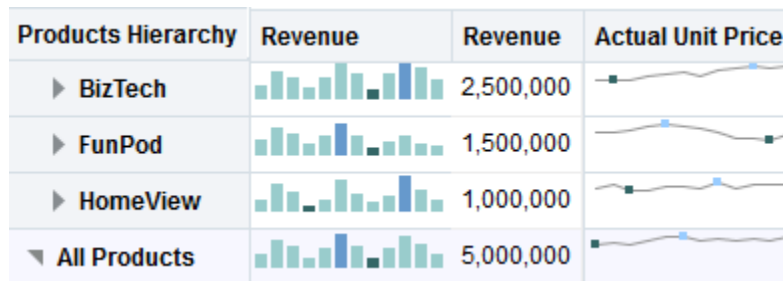 Products Hierarchy Revenue Revenue Actual Unit Price
BizTech 2,500,000
FunPod 1,500,000
HomeView 1,000,000
All Products 5,000,000